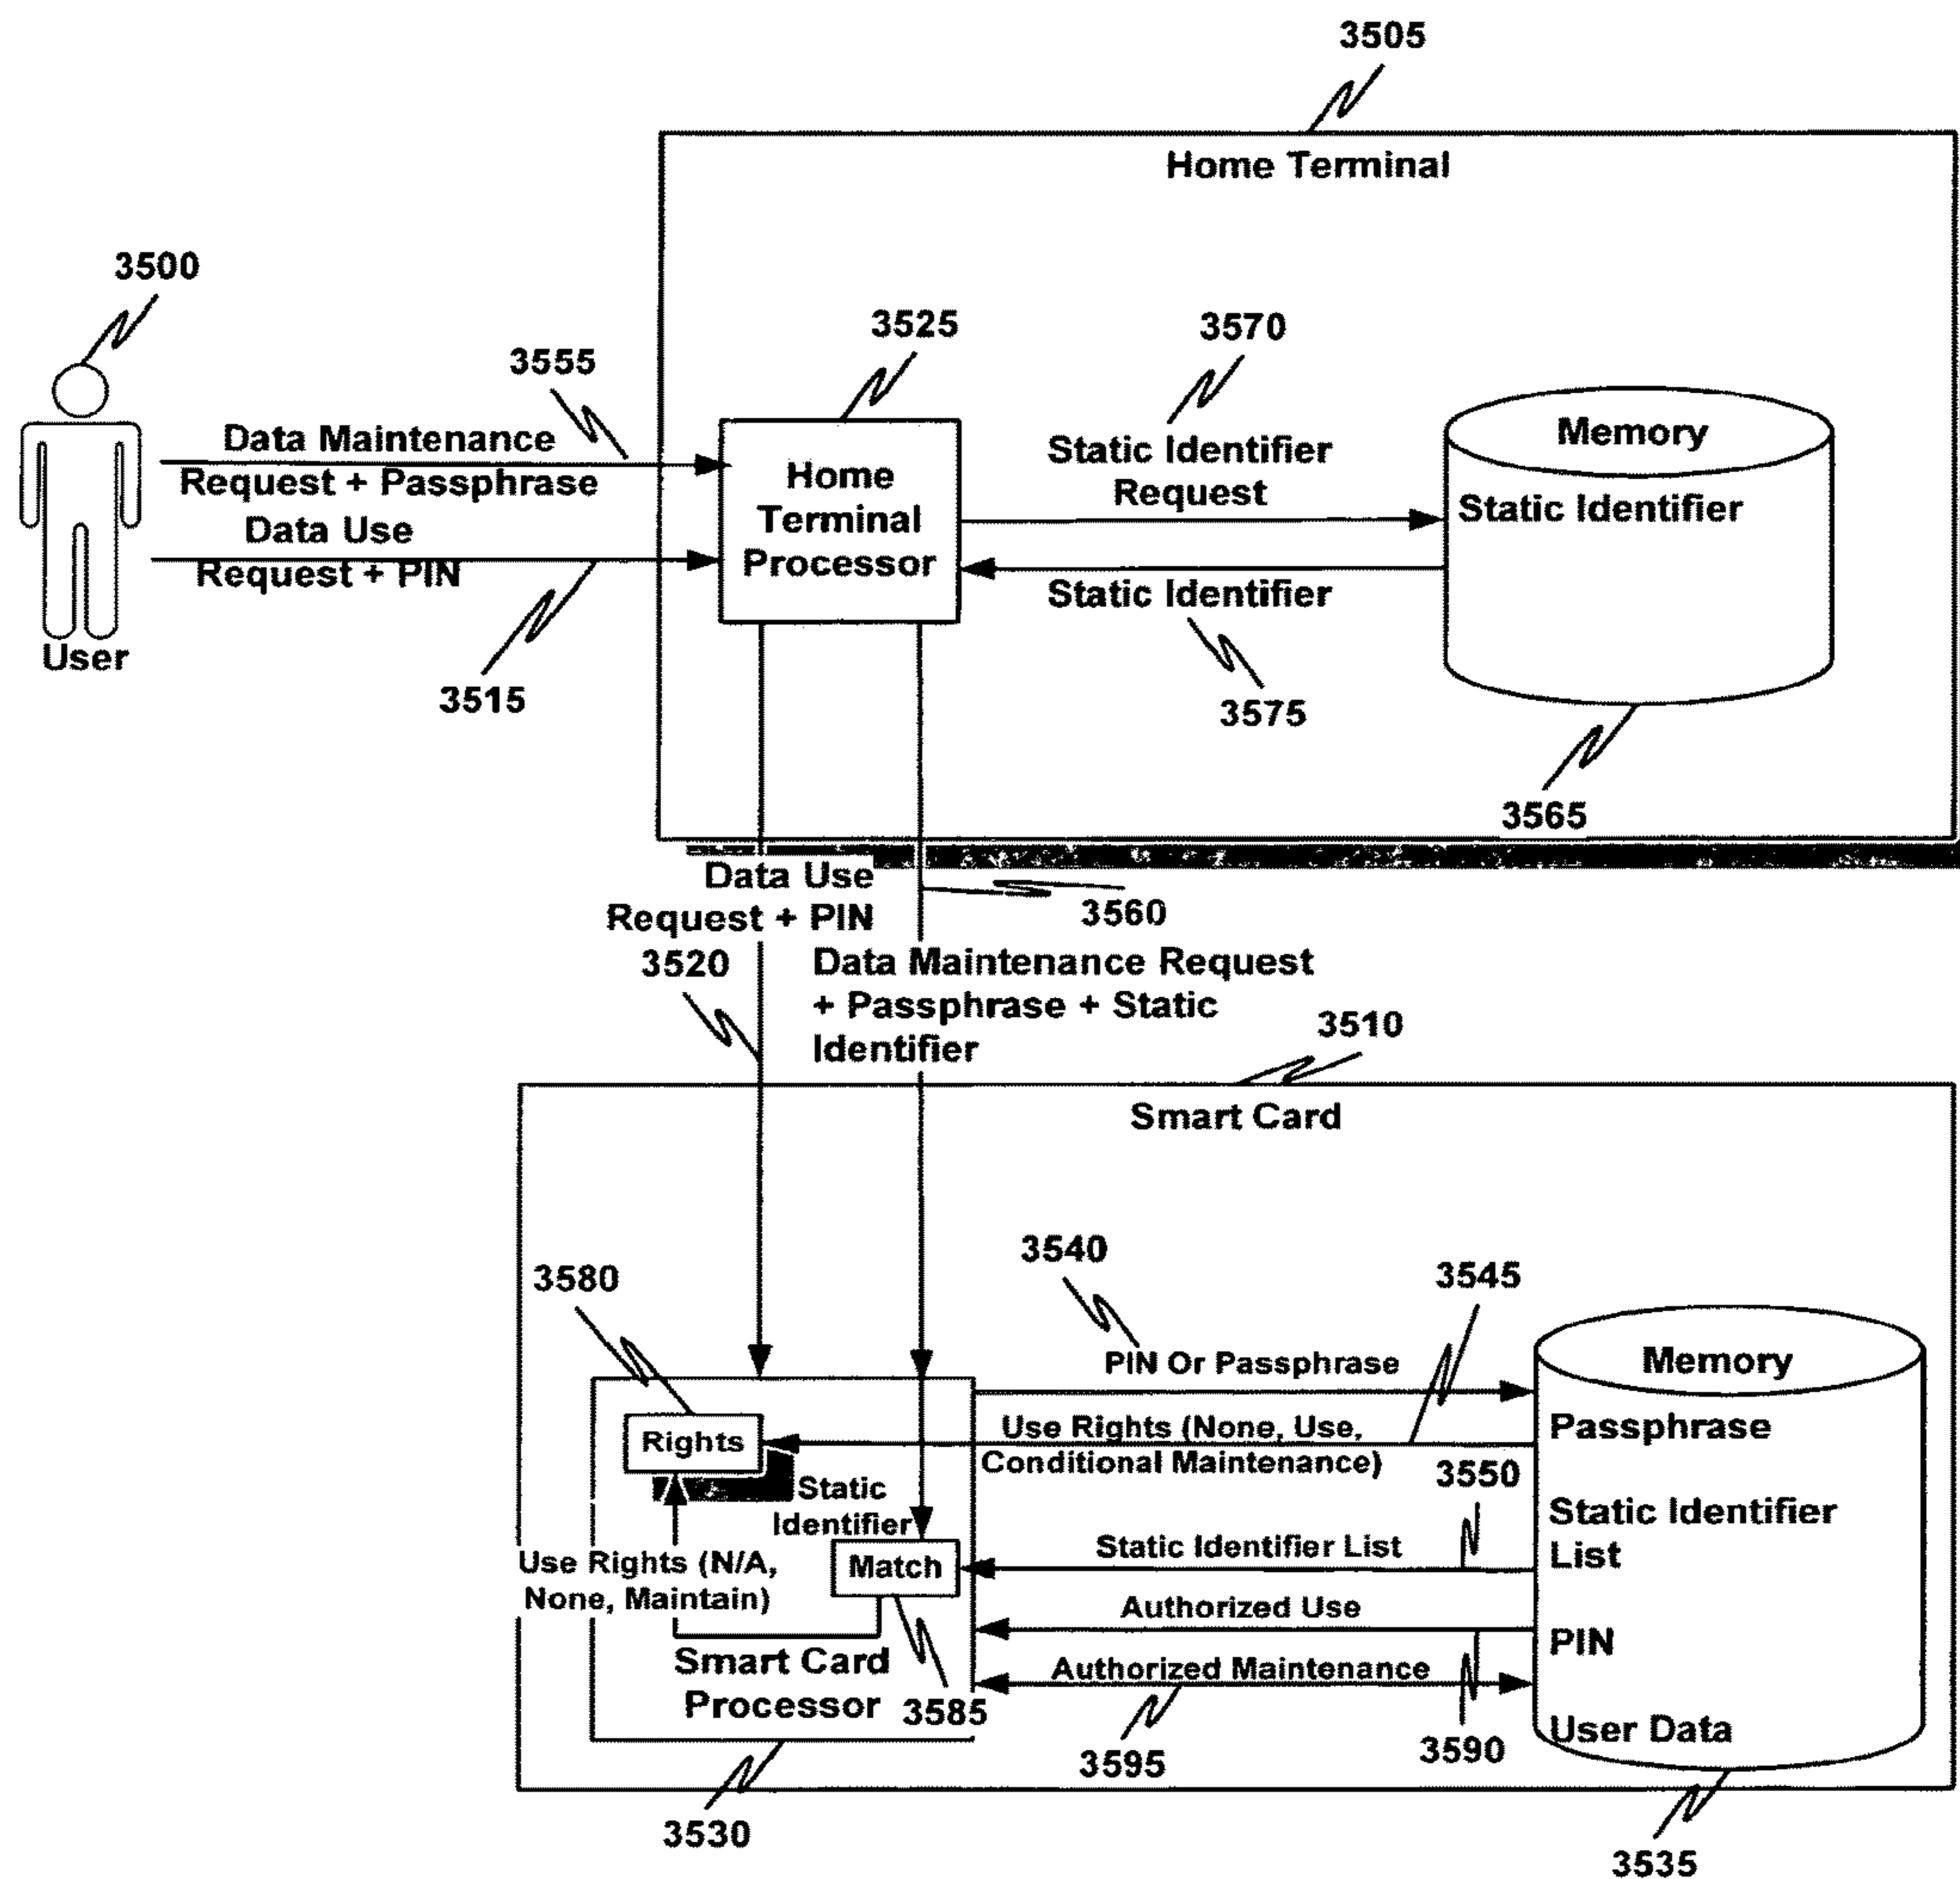 3505
Home Terminal
3500
3555
3525
3570
Data Maintenance
Request + Passphrase
Data Use
Request + PIN
User
3515
Home
Terminal
Processor
Static Identifier
Request
Static Identifier
3575
Memory
Static Identifier
3565
Data Use
Request + PIN
3520
3560
Data Maintenance Request
+ Passphrase + Static
Identifier
3510
Smart Card
3580
3540
3545
PIN Or Passphrase
Rights
Use Rights (None, Use,
Conditional Maintenance)
3550
Static
Identifier
Use Rights (N/A,
None, Maintain)
Match
Static Identifier List
Authorized Use
Authorized Maintenance
Smart Card
Processor
3585
3595
3590
Memory
Passphrase
Static Identifier
List
PIN
User Data
3530
3535